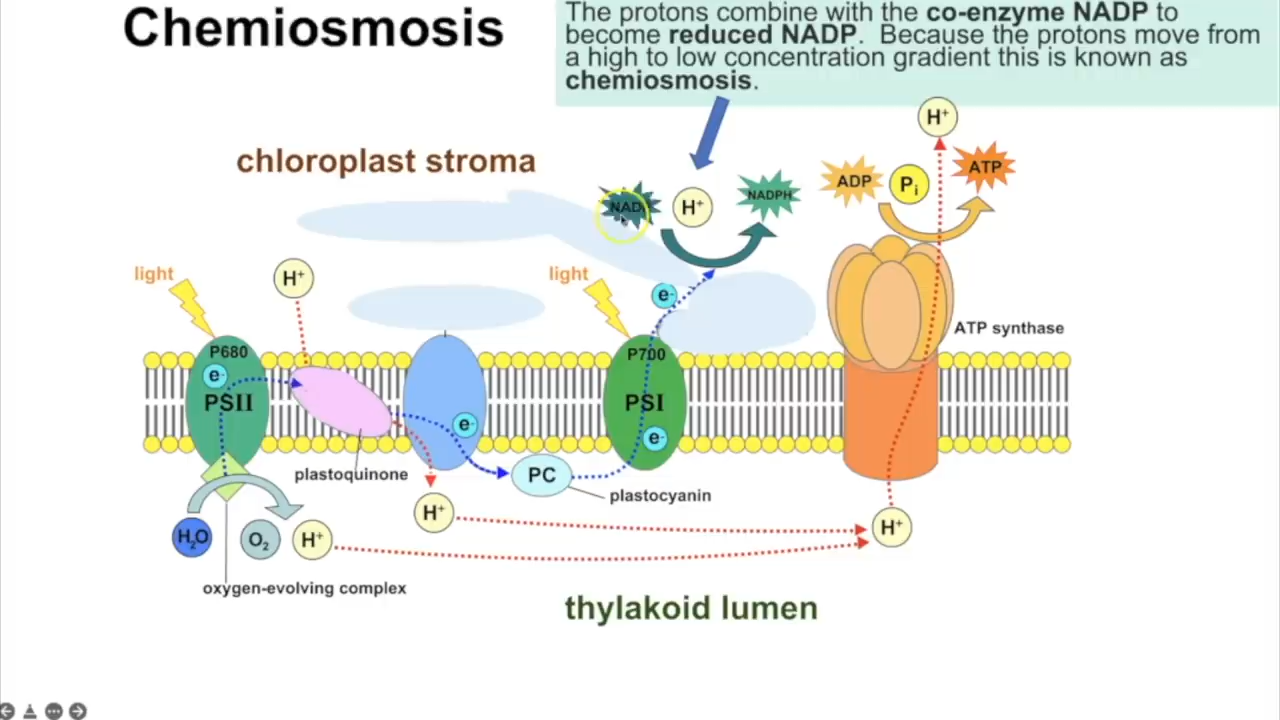 Chemiosmosis
The protons combine with the co-enzyme NADP to
become reduced NADP. Because the protons move from
a high to low concentration gradient this is known as
chemiosmosis.
H+
chloroplast stroma
ADP
Pi
ATP
NAD
H+
NADPH
light
H+
light
e-
ATP synthase
P680
e-
PSII
P700
PSI
e-
e-
plastoquinone
PC
plastocyanin
H+
H+
H2O
O2
H+
oxygen-evolving complex
thylakoid lumen